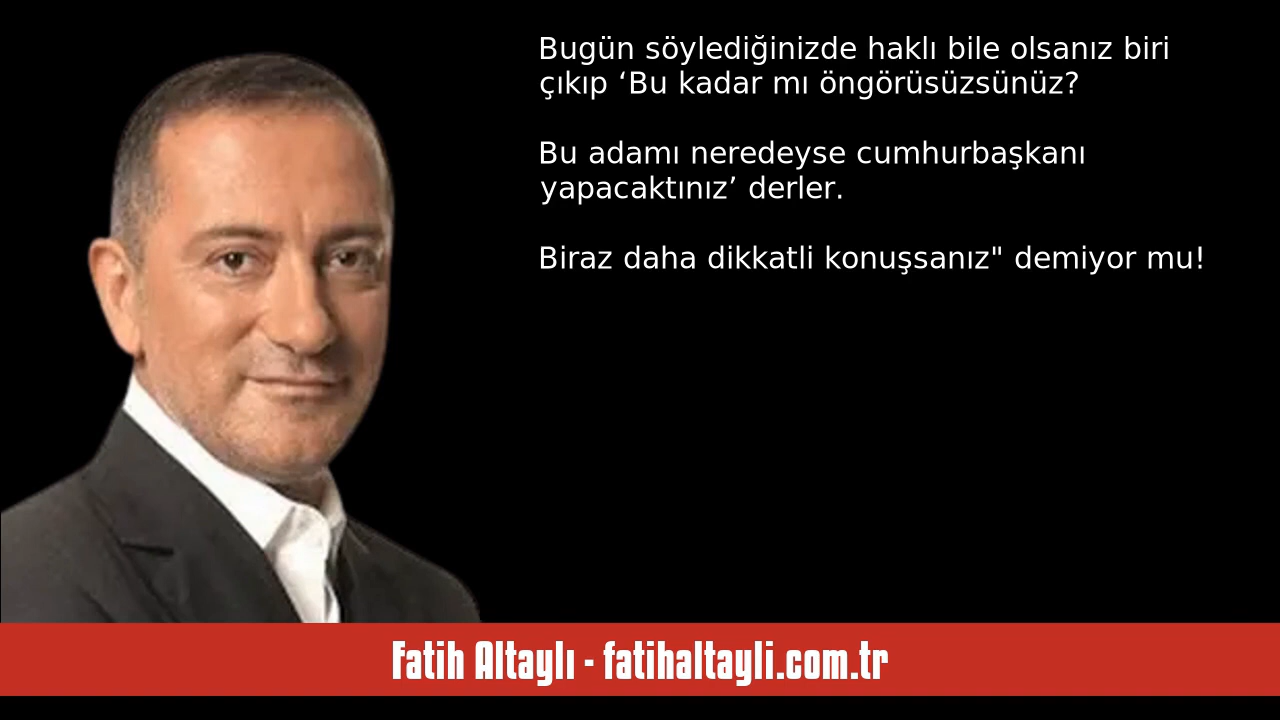 Bugün söylediğinizde haklı bile olsanız biri
çıkıp ‘Bu kadar mı öngörüsüzsünüz?
Bu adamı neredeyse cumhurbaşkanı
yapacaktınız’ derler.
Biraz daha dikkatli konuşsanız" demiyor mu!
Fatih Altaylı - fatihaltayli.com.tr